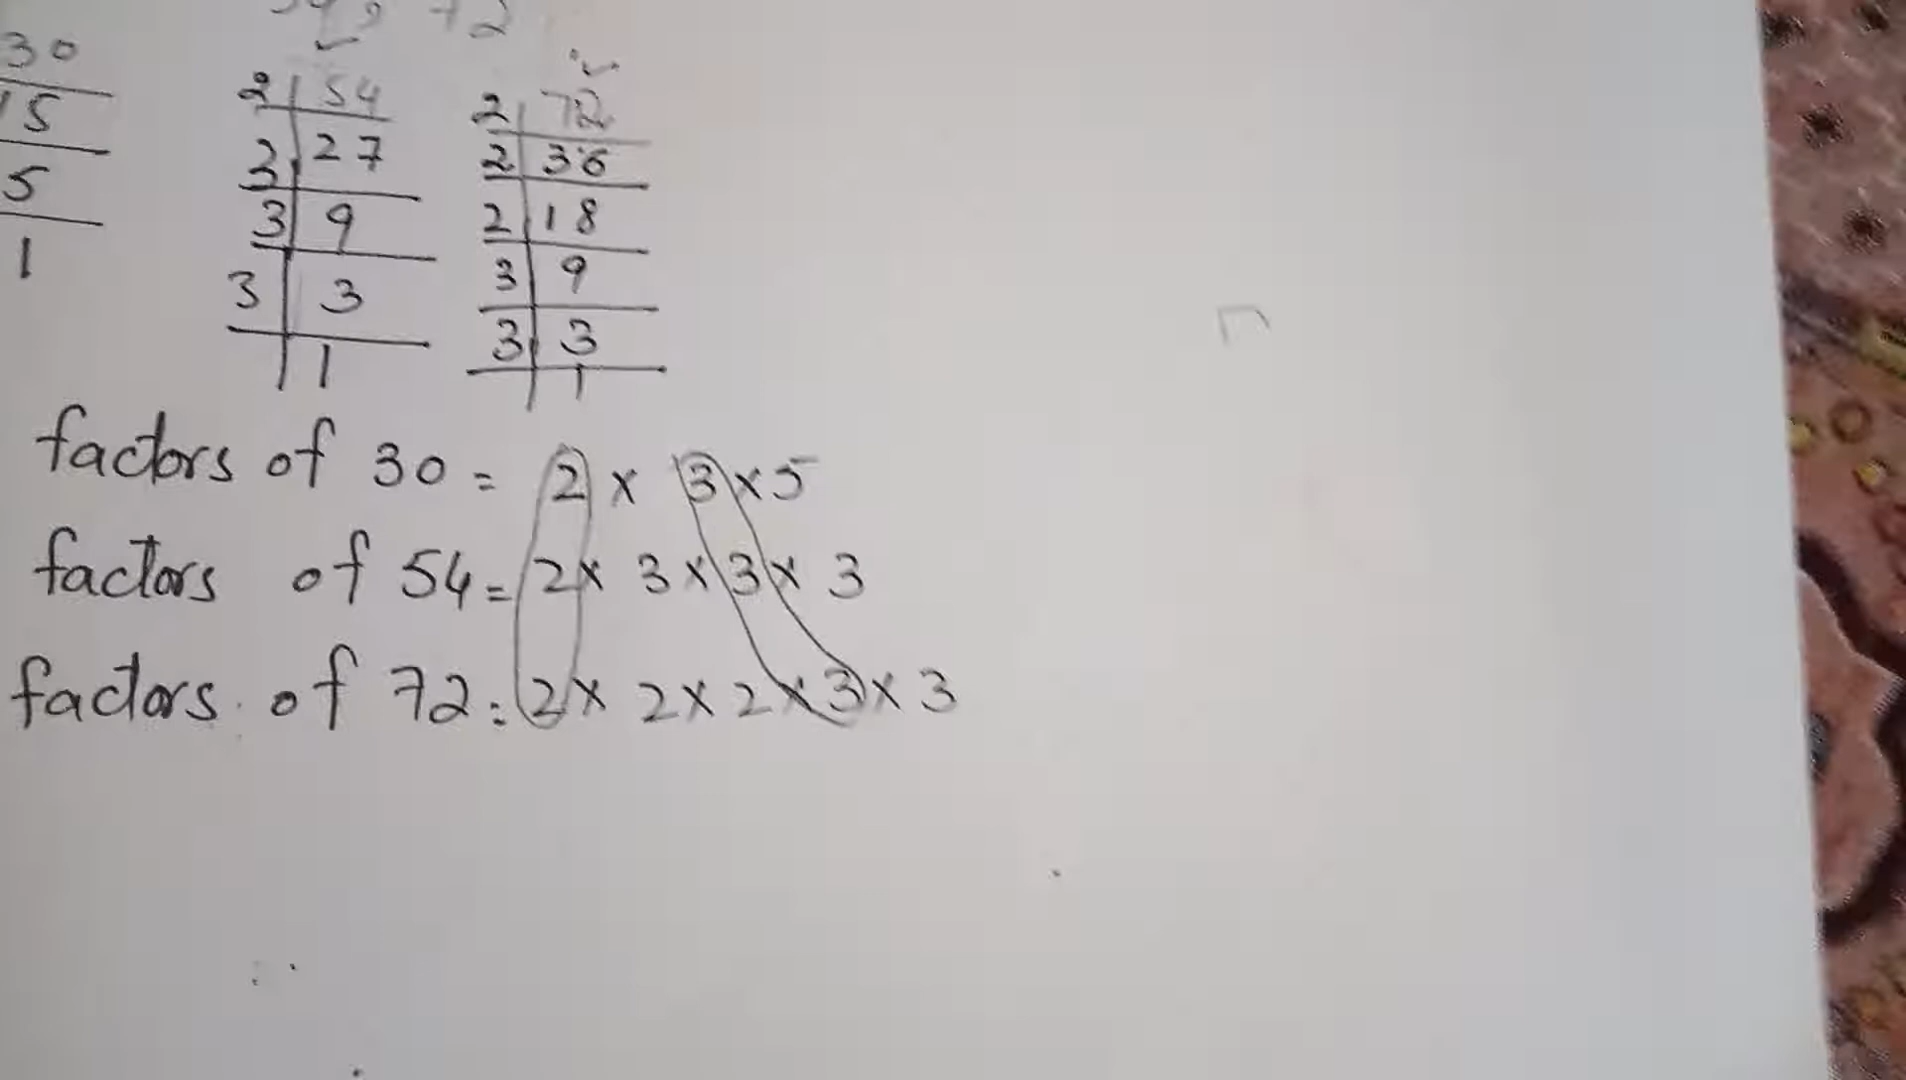 54, 72
30
15
5
1
2 | 54
3 | 27
3 | 9
3 | 3
1
2 | 72
2 | 36
2 | 18
3 | 9
3 | 3
1
factors of 30 = 2 x 3 x 5
factors of 54 = 2 x 3 x 3 x 3
factors of 72 = 2 x 2 x 2 x 3 x 3